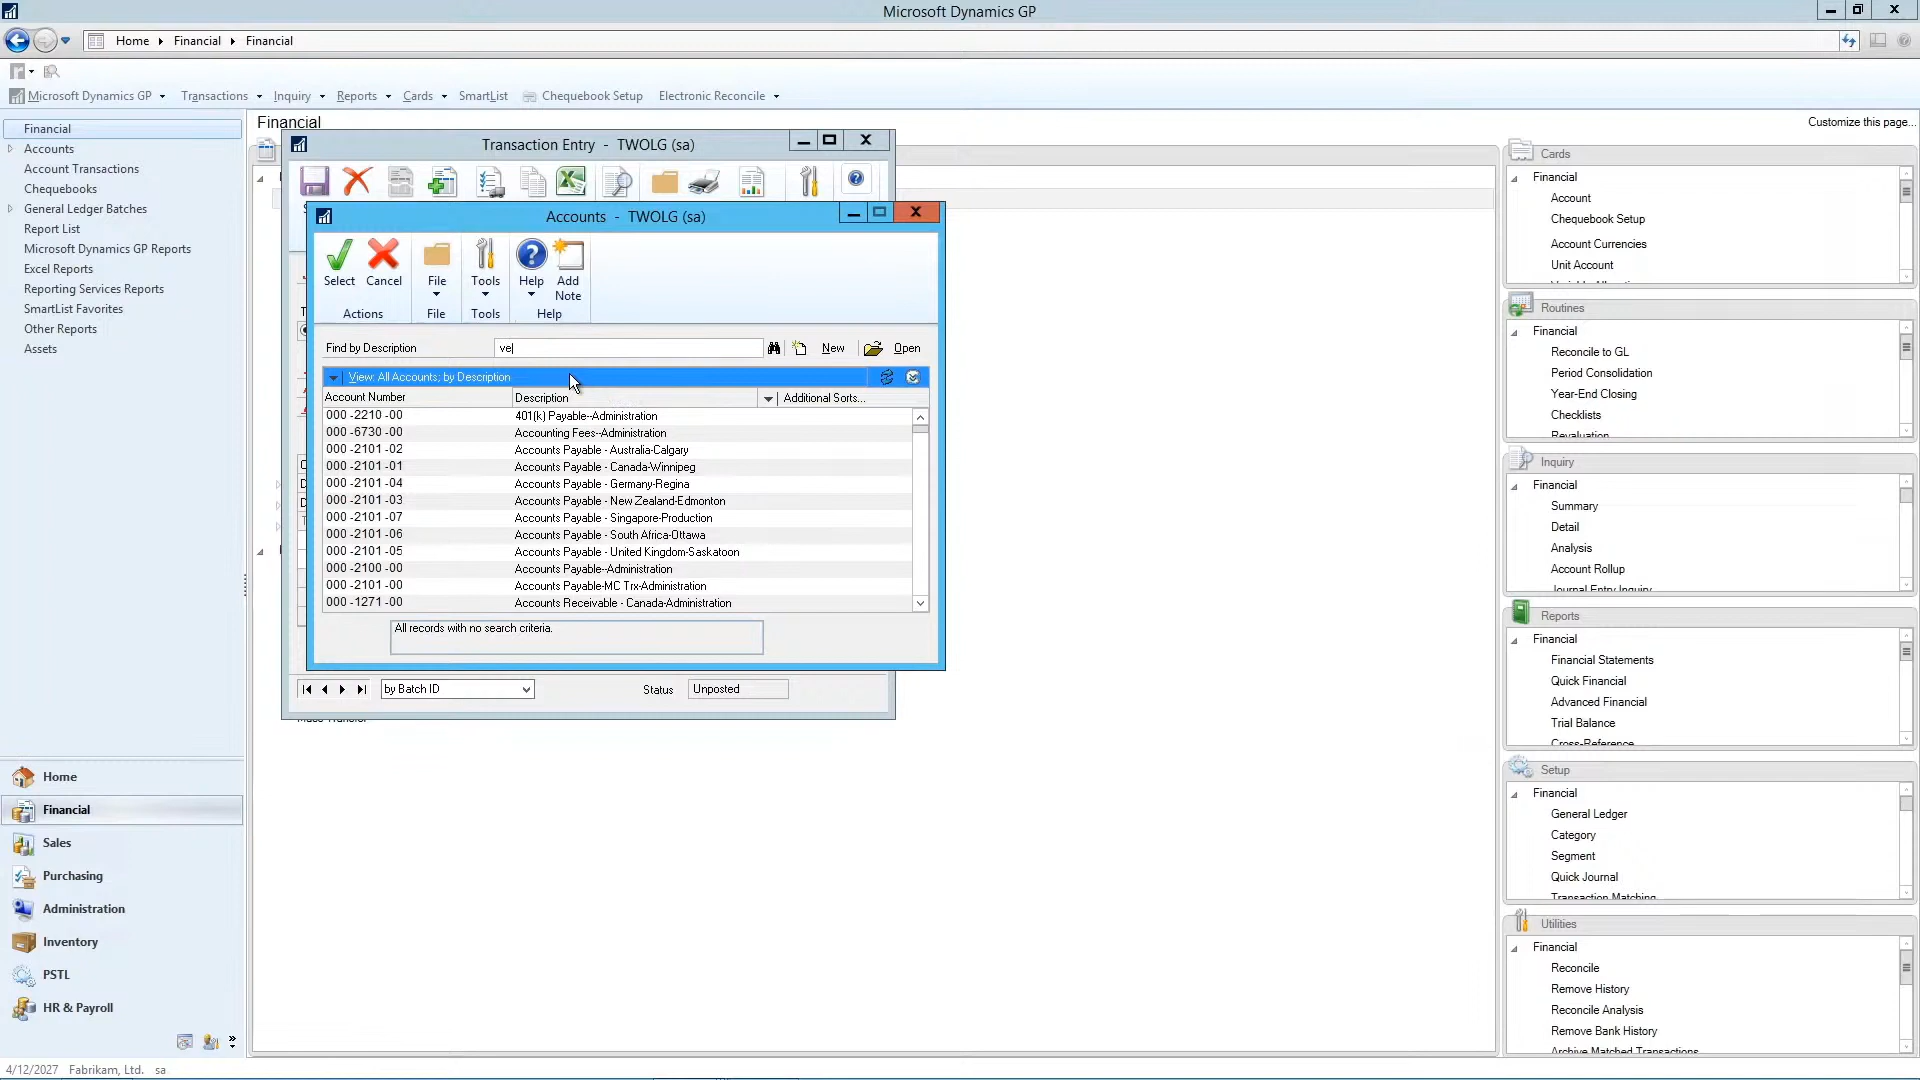 Microsoft Dynamics GP
Home Financial Financial
Microsoft Dynamics GP Transactions Inquiry Reports Cards SmartList Chequebook Setup Electronic Reconcile
Financial
Accounts
Account Transactions
Chequebooks
General Ledger Batches
Report List
Microsoft Dynamics GP Reports
Excel Reports
Reporting Services Reports
SmartList Favorites
Other Reports
Assets
Home
Financial
Sales
Purchasing
Administration
Inventory
PSTL
HR & Payroll
4/12/2027 Fabrikam, Ltd. sa
Financial
Customize this page...
Transaction Entry - TWOLG (sa)
Accounts - TWOLG (sa)
Select Cancel File Tools Help Add Note
Actions File Tools Help
Find by Description ve New Open
View: All Accounts; by Description
Account Number Description Additional Sorts...
000 -2210 -00 401(k) Payable--Administration
000 -6730 -00 Accounting Fees--Administration
000 -2101 -02 Accounts Payable - Australia-Calgary
000 -2101 -01 Accounts Payable - Canada-Winnipeg
000 -2101 -04 Accounts Payable - Germany-Regina
000 -2101 -03 Accounts Payable - New Zealand-Edmonton
000 -2101 -07 Accounts Payable - Singapore-Production
000 -2101 -06 Accounts Payable - South Africa-Ottawa
000 -2101 -05 Accounts Payable - United Kingdom-Saskatoon
000 -2100 -00 Accounts Payable--Administration
000 -2101 -00 Accounts Payable-MC Trx-Administration
000 -1271 -00 Accounts Receivable - Canada-Administration
All records with no search criteria.
by Batch ID Status Unposted
Cards
Financial
Account
Chequebook Setup
Account Currencies
Unit Account
Routines
Financial
Reconcile to GL
Period Consolidation
Year-End Closing
Checklists
Revaluation
Inquiry
Financial
Summary
Detail
Analysis
Account Rollup
Journal Entry Inquiry
Reports
Financial
Financial Statements
Quick Financial
Advanced Financial
Trial Balance
Cross-Reference
Setup
Financial
General Ledger
Category
Segment
Quick Journal
Transaction Matching
Utilities
Financial
Reconcile
Remove History
Reconcile Analysis
Remove Bank History
Archive Matched Transactions